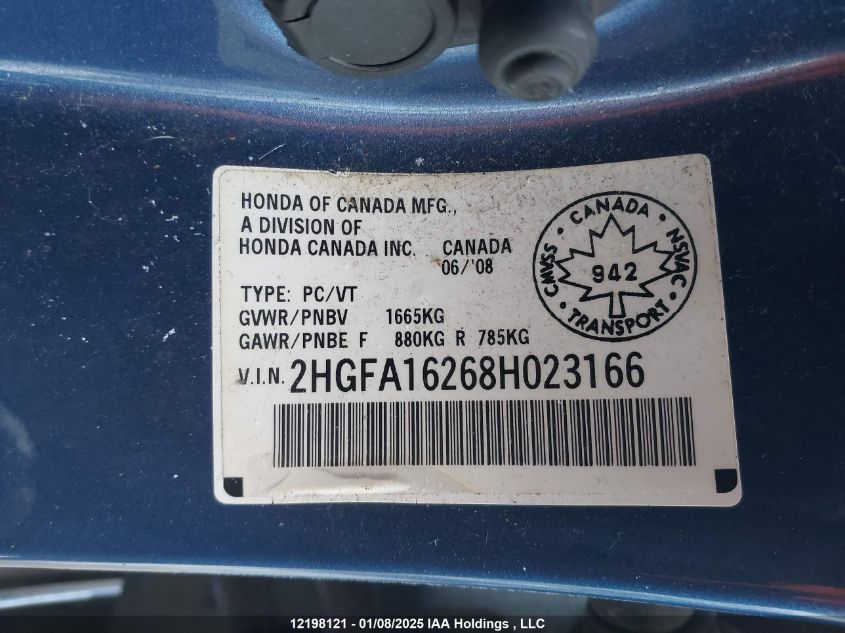 HONDA OF CANADA MFG.,
A DIVISION OF
HONDA CANADA INC. CANADA
06/'08
TYPE: PC/VT
GVWR/PNBV 1665KG
GAWR/PNBE F 880KG R 785KG
V.I.N. 2HGFA16268H023166
CANADA
CMVSS
NSVAC
942
TRANSPORT
12198121 - 01/08/2025 IAA Holdings , LLC